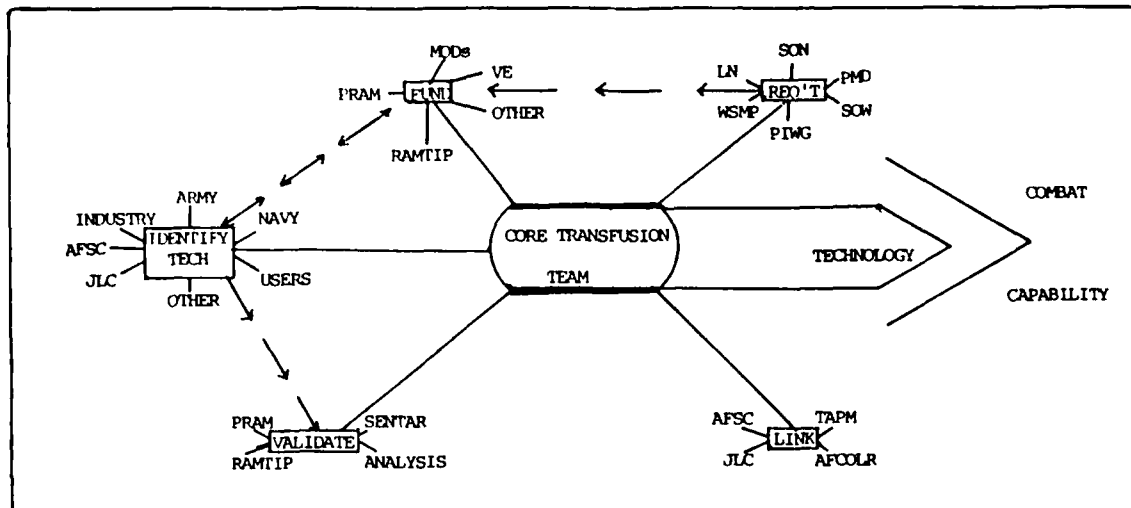 MODs
VE
PRAM
FUND
OTHER
RAMTIP
SON
LN
PMD
REQ'T
WSMP
SOW
PIWG
ARMY
INDUSTRY
NAVY
IDENTIFY
AFSC
TECH
JLC
USERS
OTHER
CORE TRANSFUSION
TEAM
TECHNOLOGY
COMBAT
CAPABILITY
PRAM
SENTAR
VALIDATE
RAMTIP
ANALYSIS
AFSC
TAPM
LINK
JLC
AFCOLR